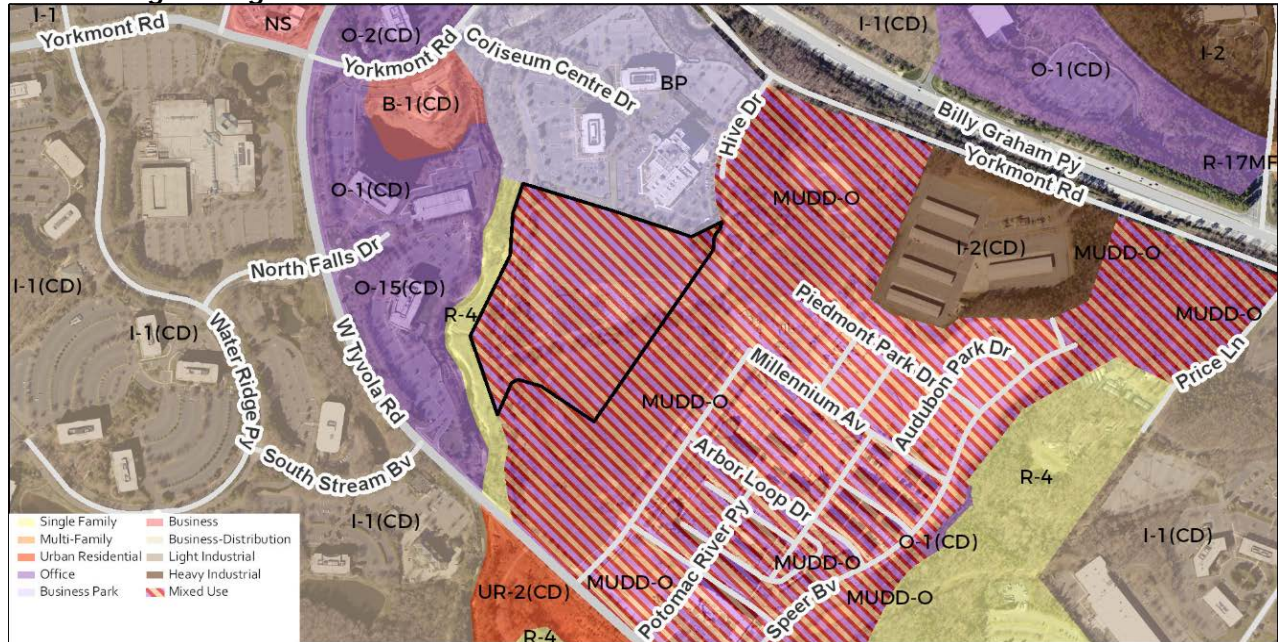 I-1
Yorkmont Rd
NS
O-2(CD)
Yorkmont Rd
Coliseum Centre Dr
BP
I-1(CD)
O-1(CD)
I-2
B-1(CD)
Hive Dr
Billy Graham Py
Yorkmont Rd
R-17MF
O-1(CD)
MUDD-O
I-2(CD)
MUDD-O
North Falls Dr
O-15(CD)
I-1(CD)
I-1(CD)
R-4
MUDD-O
Water Ridge Py
W Tyvola Rd
Piedmont Park Dr
Audubon Park Dr
Millennium Av
MUDD-O
Price Ln
South Stream Bv
Arbor Loop Dr
R-4
I-1(CD)
Potomac River Py
O-1(CD)
I-1(CD)
MUDD-O
MUDD-O
Speer Bv
MUDD-O
UR-2(CD)
R-4
Single Family
Multi-Family
Urban Residential
Office
Business Park
Business
Business-Distribution
Light Industrial
Heavy Industrial
Mixed Use